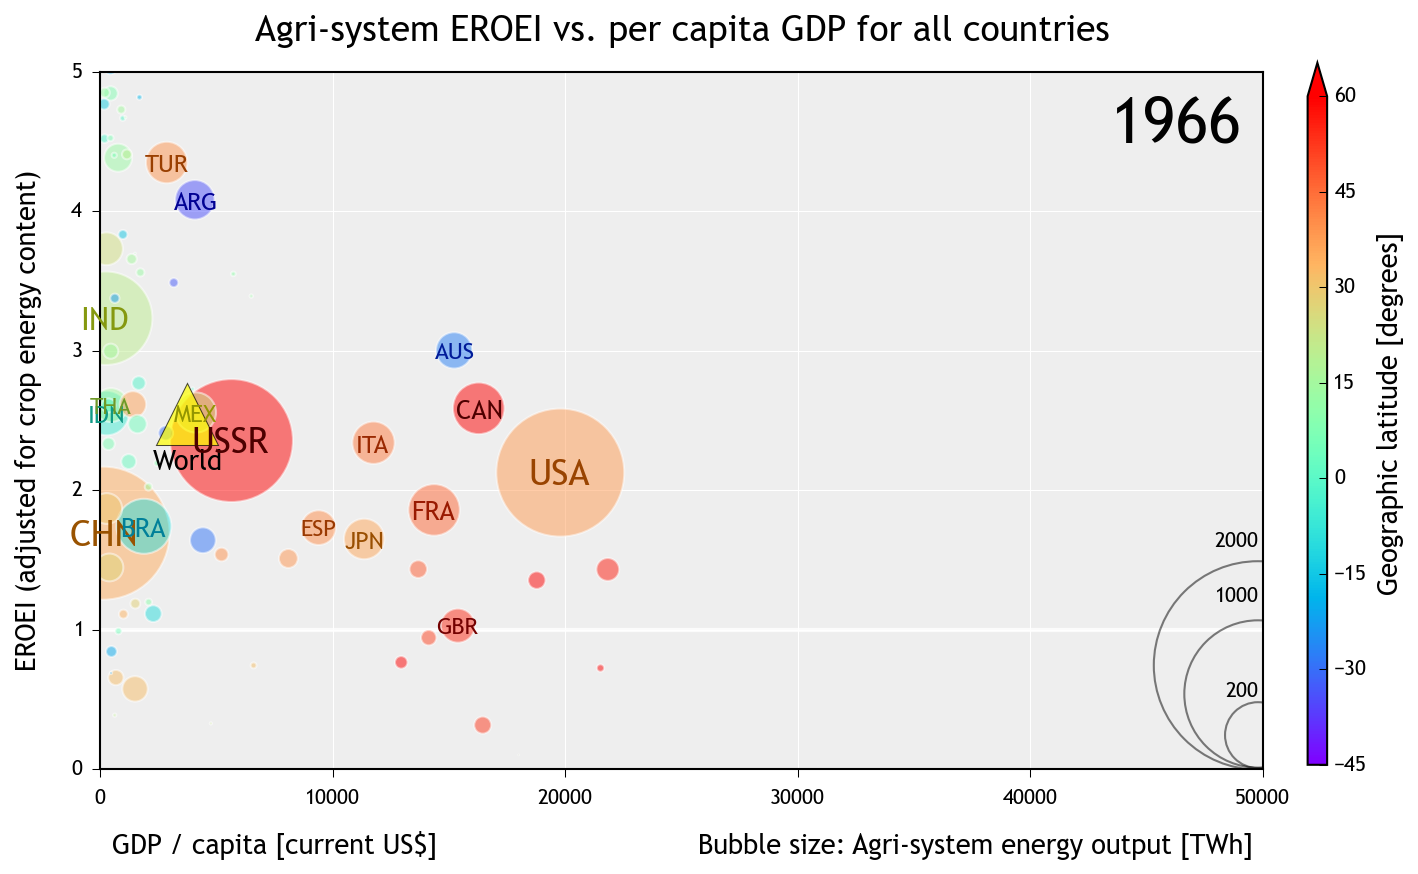 Agri-system EROEI vs. per capita GDP for all countries
1966
EROEI (adjusted for crop energy content)
5
4
3
2
1
0
TUR
ARG
IND
AUS
THA
IDN
MEX
CAN
USSR
ITA
World
USA
CHN
BRA
FRA
ESP
JPN
GBR
2000
1000
200
0
10000
20000
30000
40000
50000
GDP / capita [current US$]
Bubble size: Agri-system energy output [TWh]
60
45
30
15
0
−15
−30
−45
Geographic latitude [degrees]